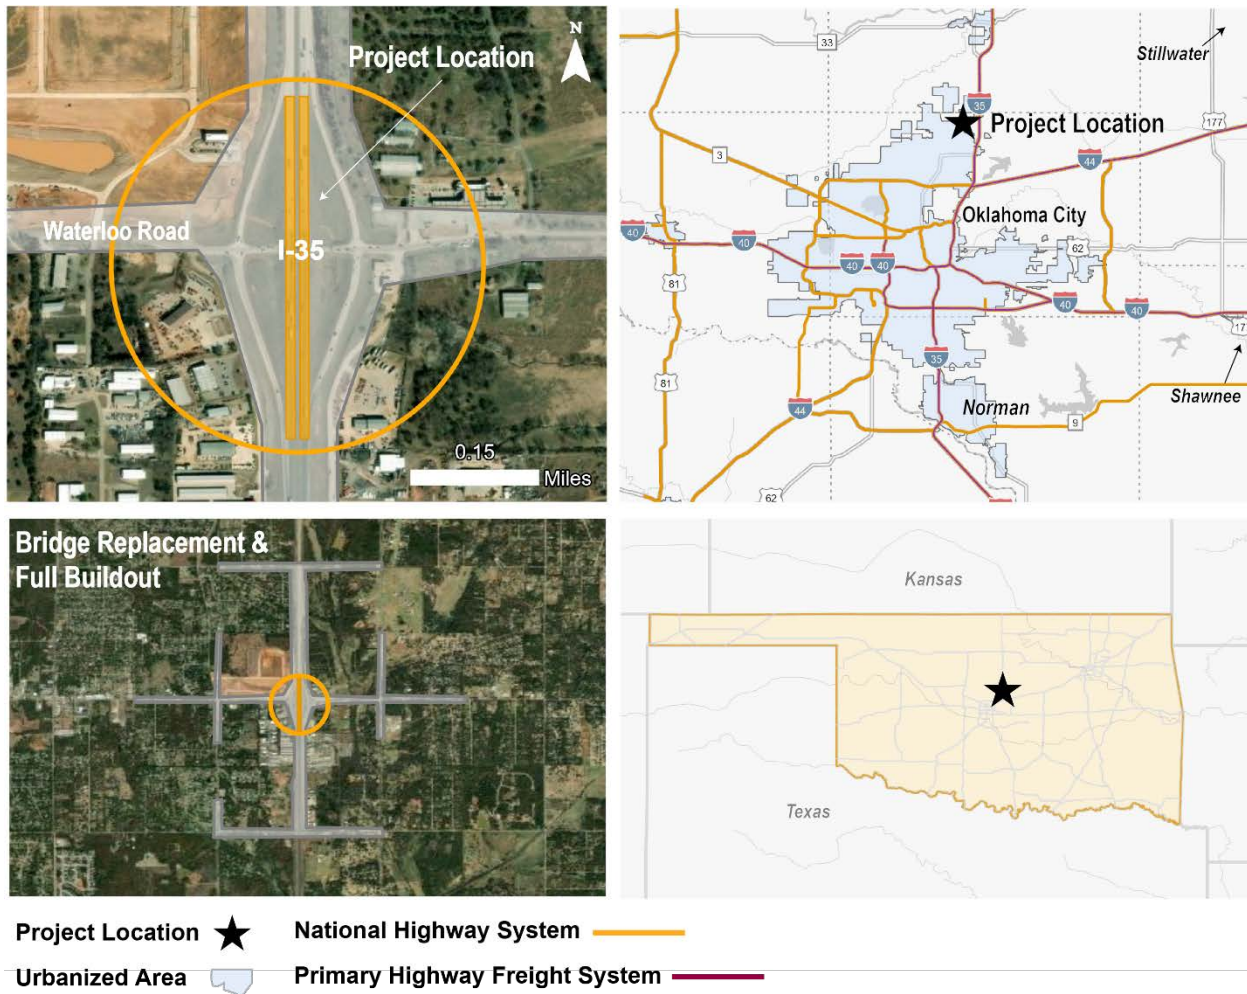 N
Project Location
Waterloo Road
I-35
0.15
Miles
33
Stillwater
35
177
Project Location
3
44
Oklahoma City
40
40
62
40
40
81
40
40
177
35
81
Shawnee
44
Norman
9
62
Bridge Replacement &
Full Buildout
Kansas
Texas
Project Location
National Highway System
Urbanized Area
Primary Highway Freight System